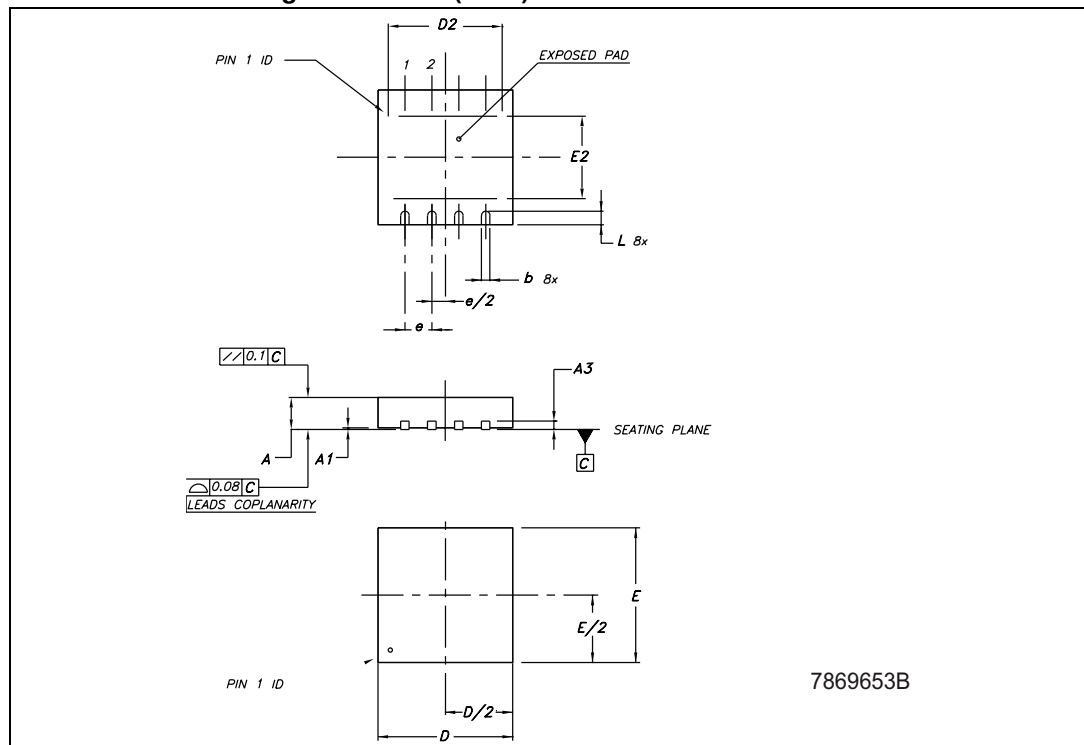 D2
PIN 1 ID
1 2
EXPOSED PAD
E2
L 8x
b 8x
e/2
e
// 0.1 C
A3
SEATING PLANE
A
A1
C
0.08 C
LEADS COPLANARITY
E
E/2
PIN 1 ID
7869653B
D/2
D